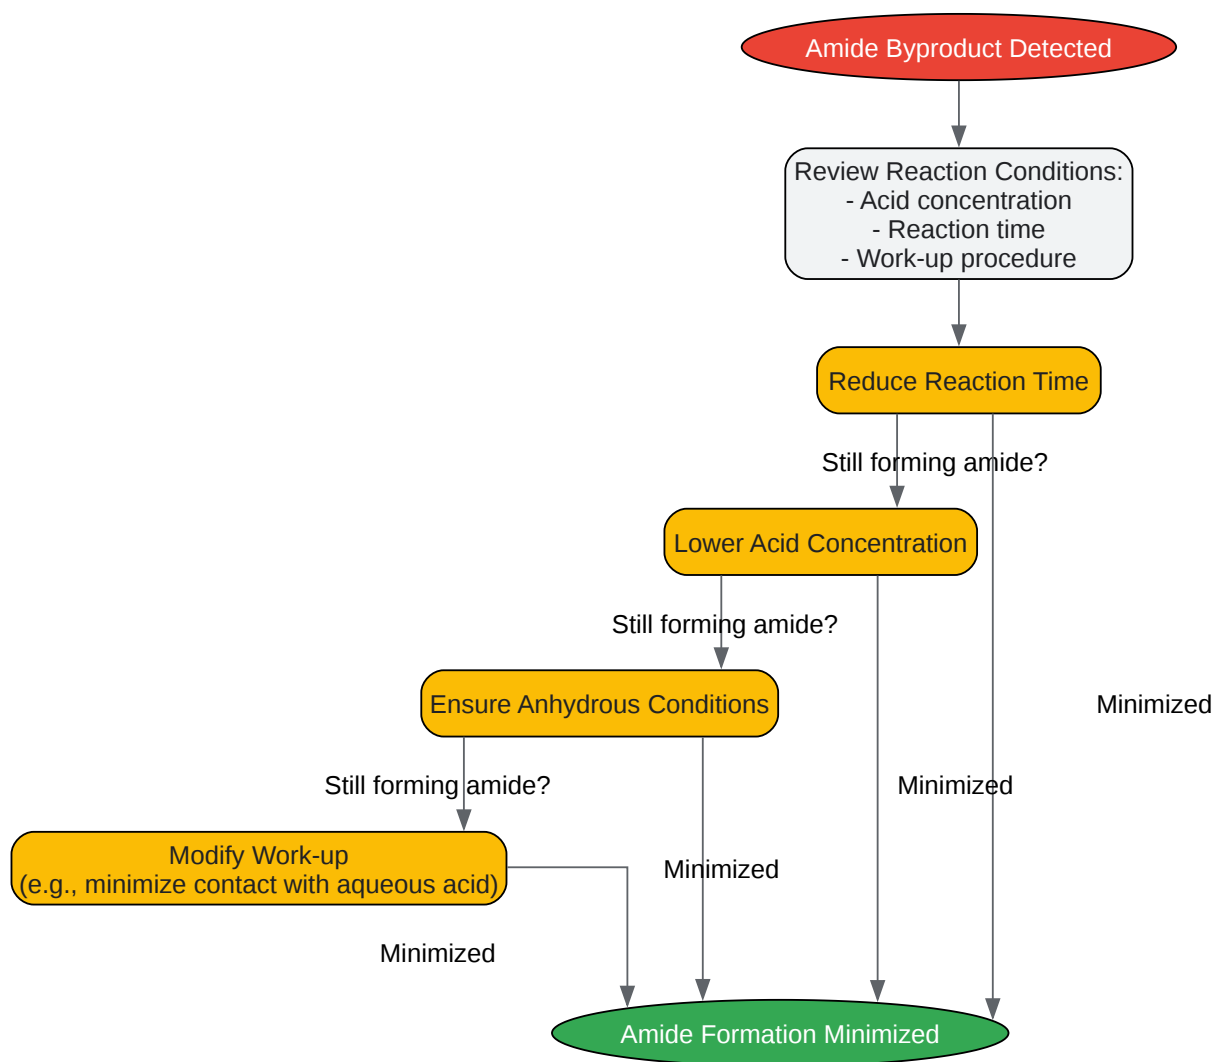 Amide Byproduct Detected
Review Reaction Conditions:
- Acid concentration
- Reaction time
- Work-up procedure
Reduce Reaction Time
Still forming amide?
Lower Acid Concentration
Still forming amide?
Ensure Anhydrous Conditions
Minimized
Still forming amide?
Minimized
Modify Work-up
(e.g., minimize contact with aqueous acid)
Minimized
Minimized
Amide Formation Minimized